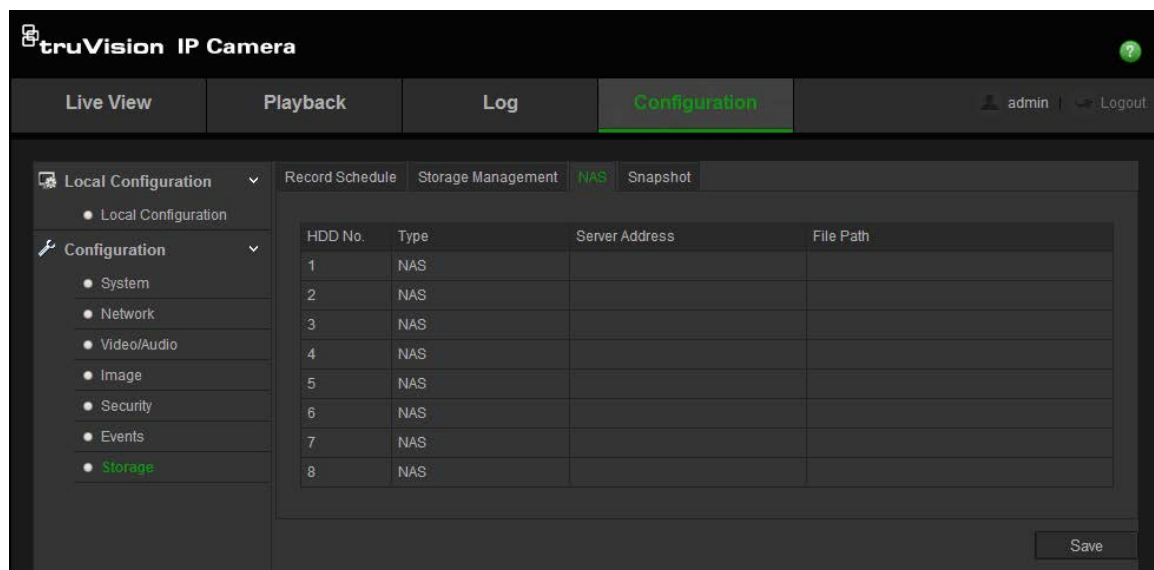 truVision IP Camera
?
Live View Playback Log Configuration admin | Logout
Local Configuration
Local Configuration
Configuration
System
Network
Video/Audio
Image
Security
Events
Storage
Record Schedule Storage Management NAS Snapshot
HDD No. Type Server Address File Path
1 NAS
2 NAS
3 NAS
4 NAS
5 NAS
6 NAS
7 NAS
8 NAS
Save